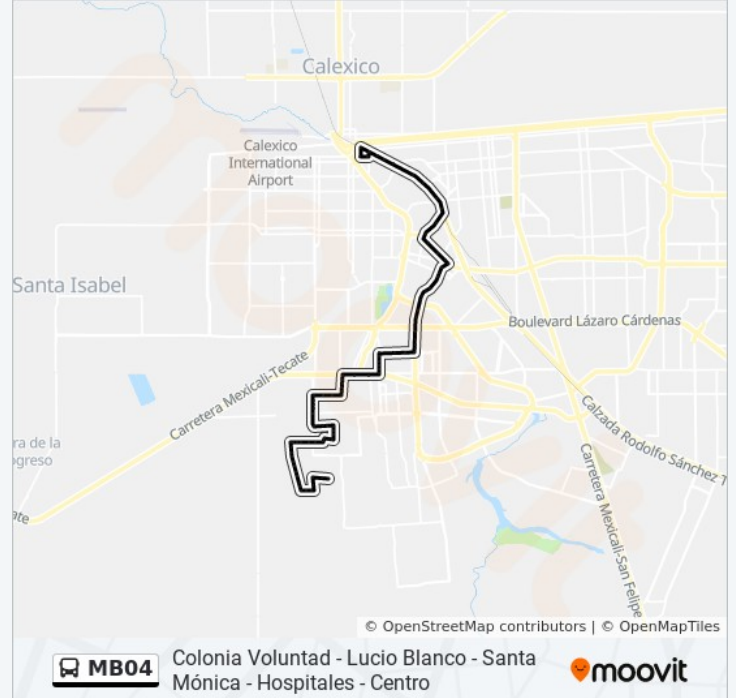 Calexico
Calexico
International
Airport
Santa Isabel
Boulevard Lázaro Cárdenas
Carretera Mexicali-Tecate
Calzada Rodolfo Sánchez T
ra de la
ogreso
Carretera Mexicali-San Felipe
ate
© OpenStreetMap contributors | © OpenMapTiles
MB04
Colonia Voluntad - Lucio Blanco - Santa
Mónica - Hospitales - Centro
moovit